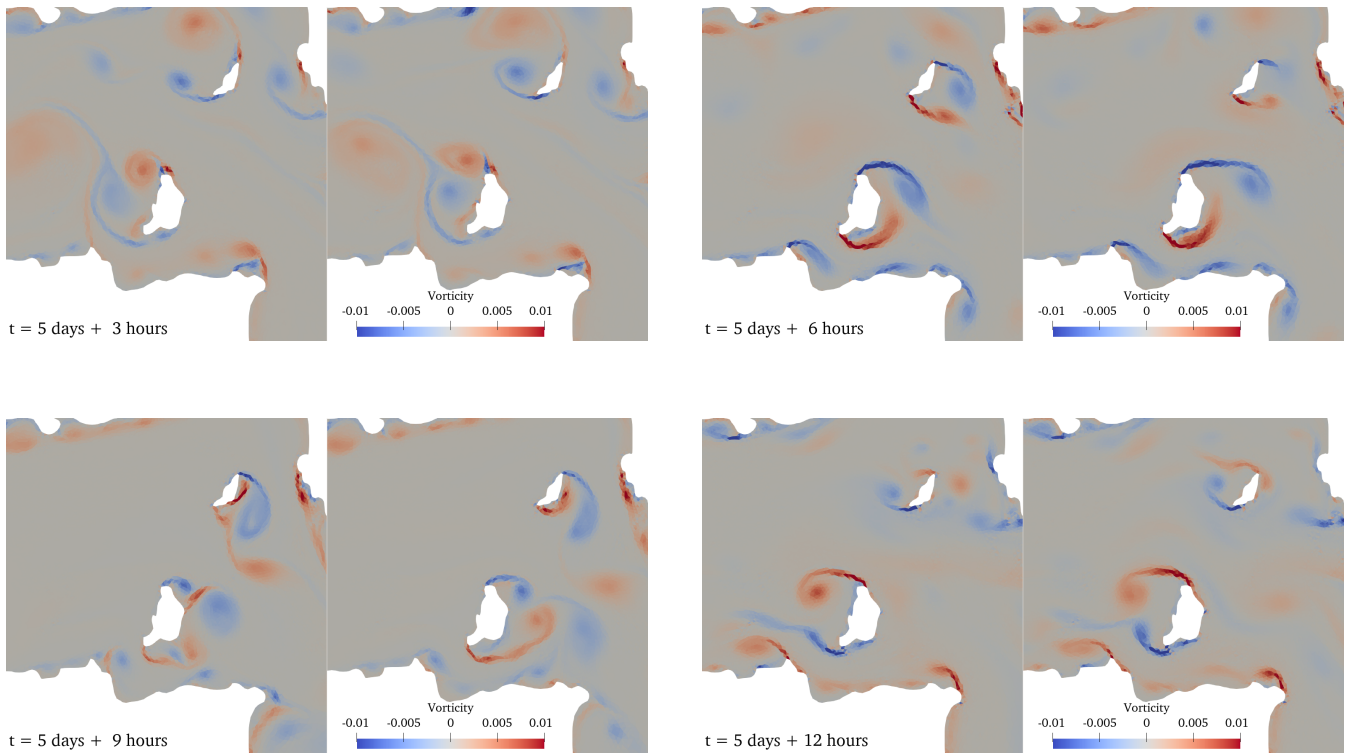 Vorticity
-0.01 -0.005 0 0.005 0.01
t = 5 days + 3 hours
Vorticity
-0.01 -0.005 0 0.005 0.01
t = 5 days + 6 hours
Vorticity
-0.01 -0.005 0 0.005 0.01
t = 5 days + 9 hours
Vorticity
-0.01 -0.005 0 0.005 0.01
t = 5 days + 12 hours